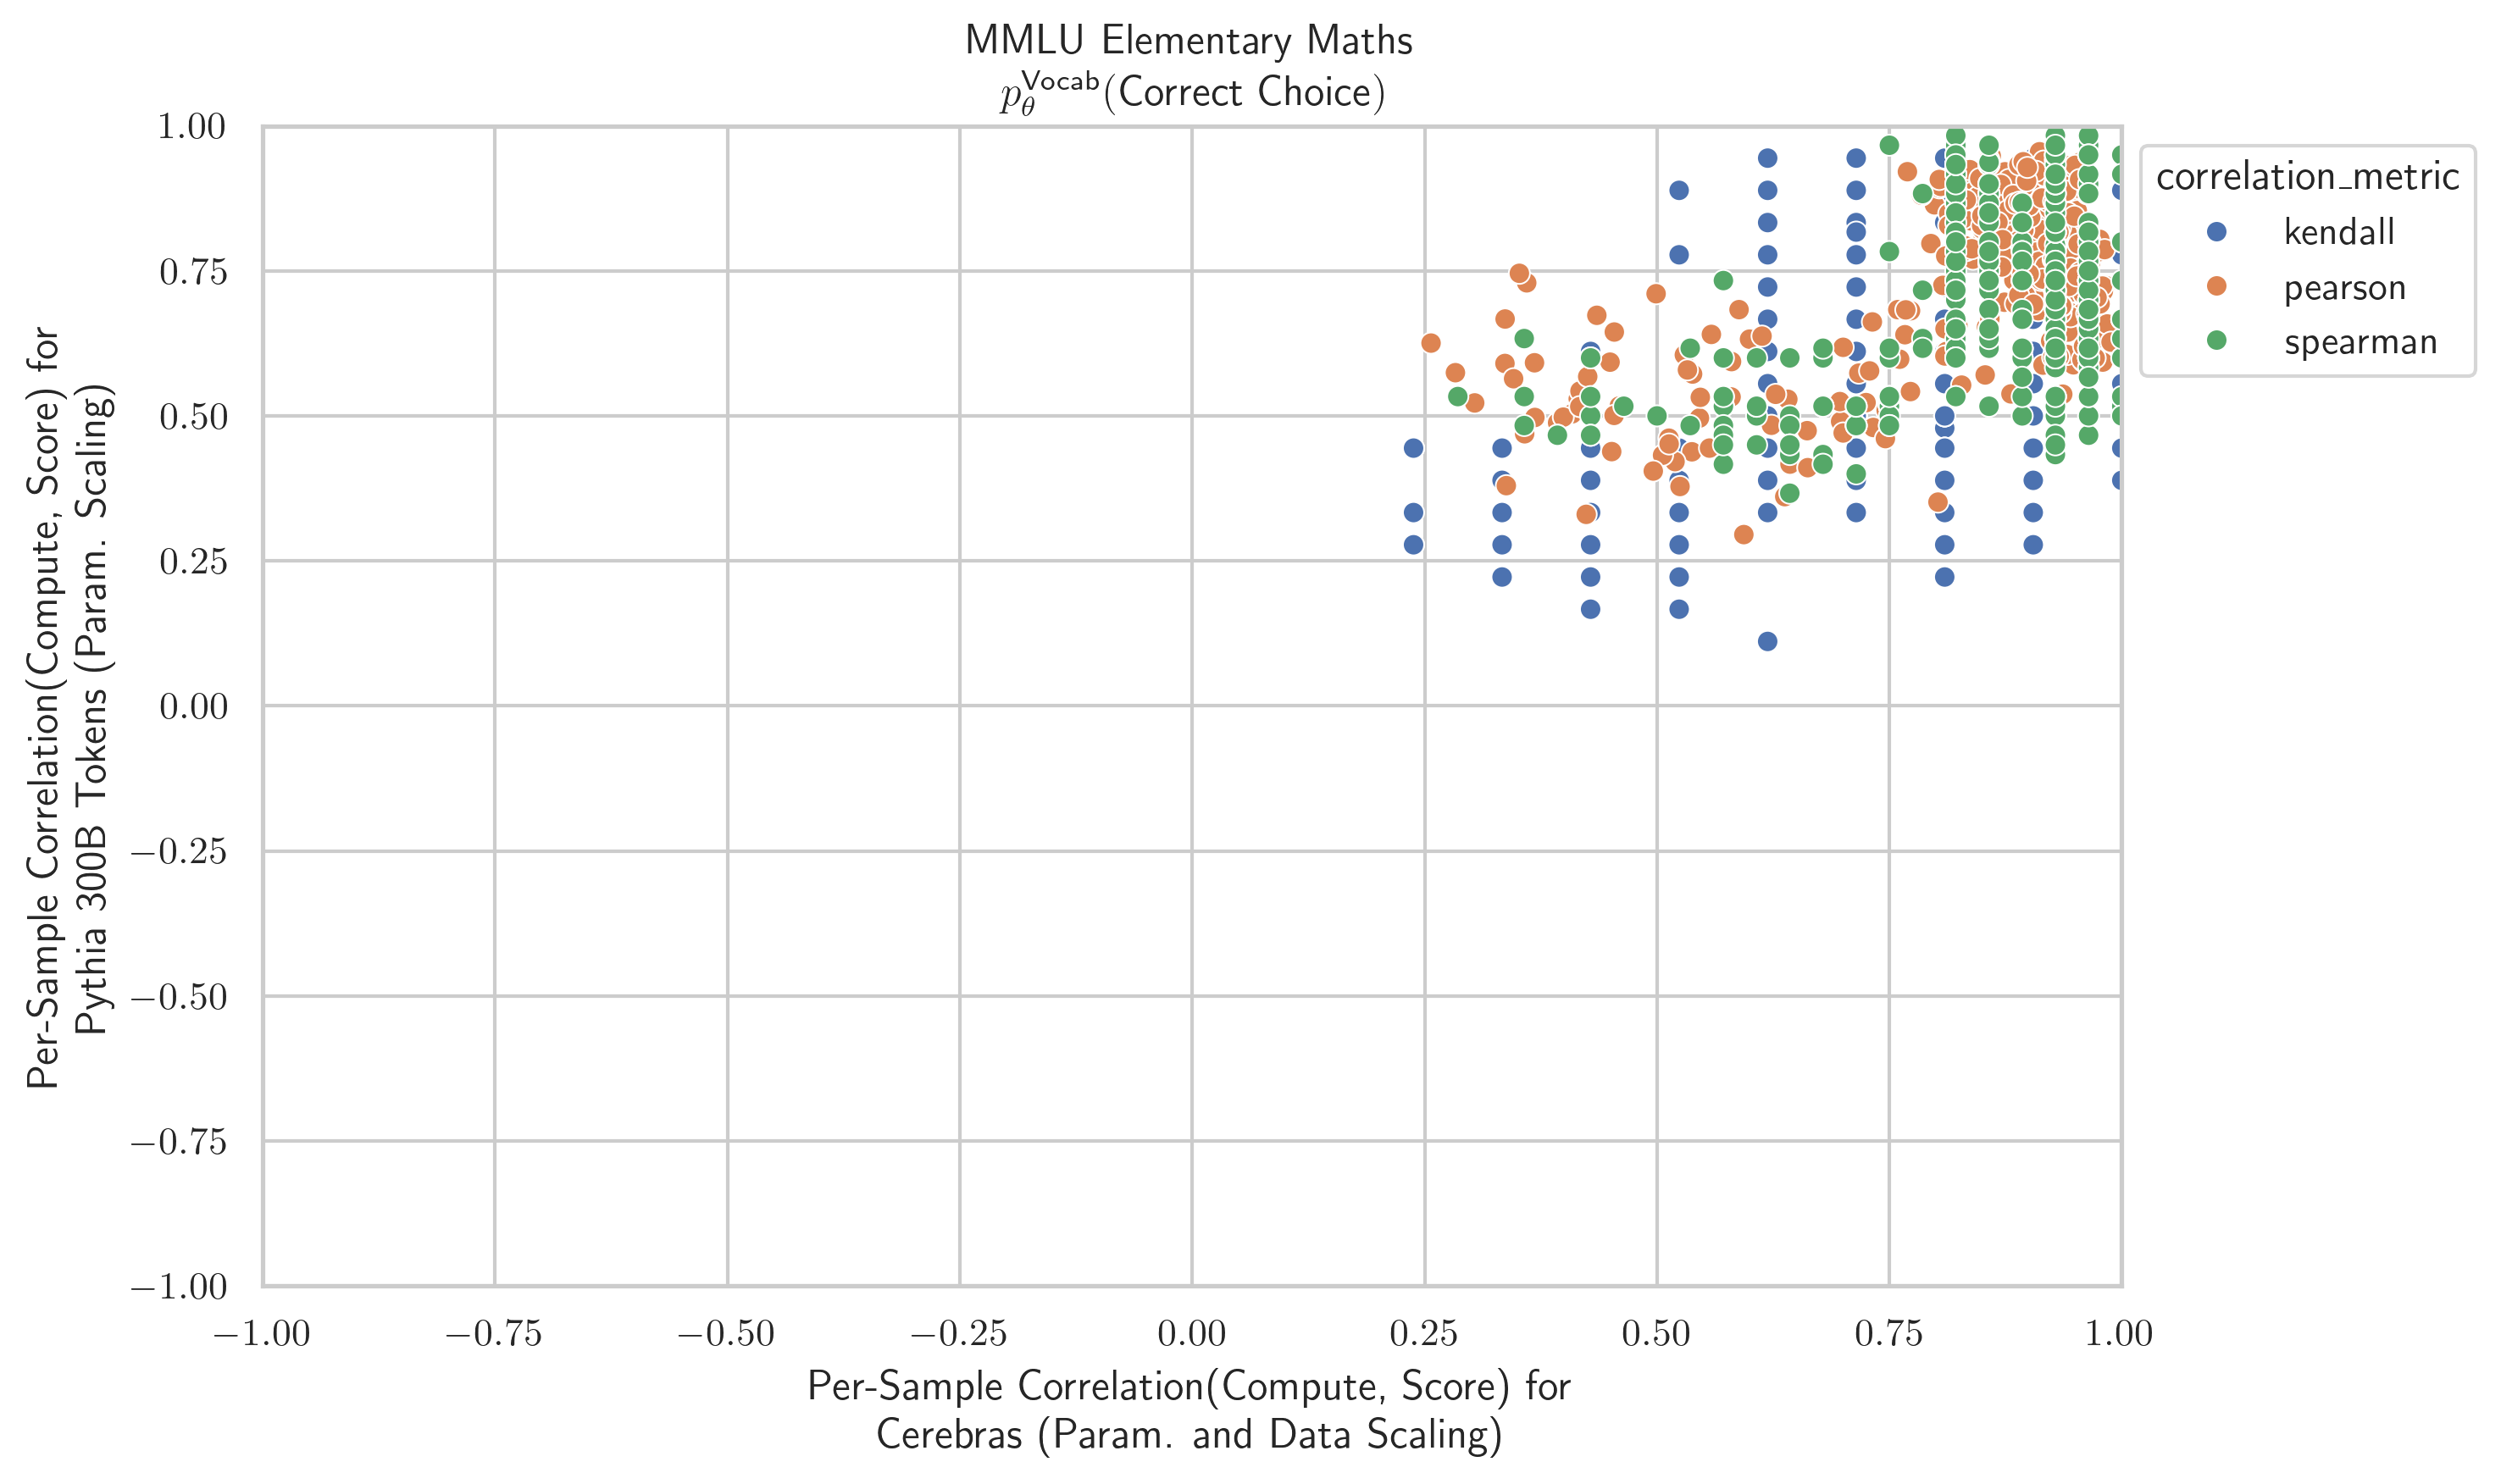 MMLU Elementary Maths
p_θ^Vocab(Correct Choice)
1.00
0.75
0.50
0.25
0.00
−0.25
−0.50
−0.75
−1.00
Per-Sample Correlation(Compute, Score) for
Pythia 300B Tokens (Param. Scaling)
correlation_metric
kendall
pearson
spearman
−1.00 −0.75 −0.50 −0.25 0.00 0.25 0.50 0.75 1.00
Per-Sample Correlation(Compute, Score) for
Cerebras (Param. and Data Scaling)